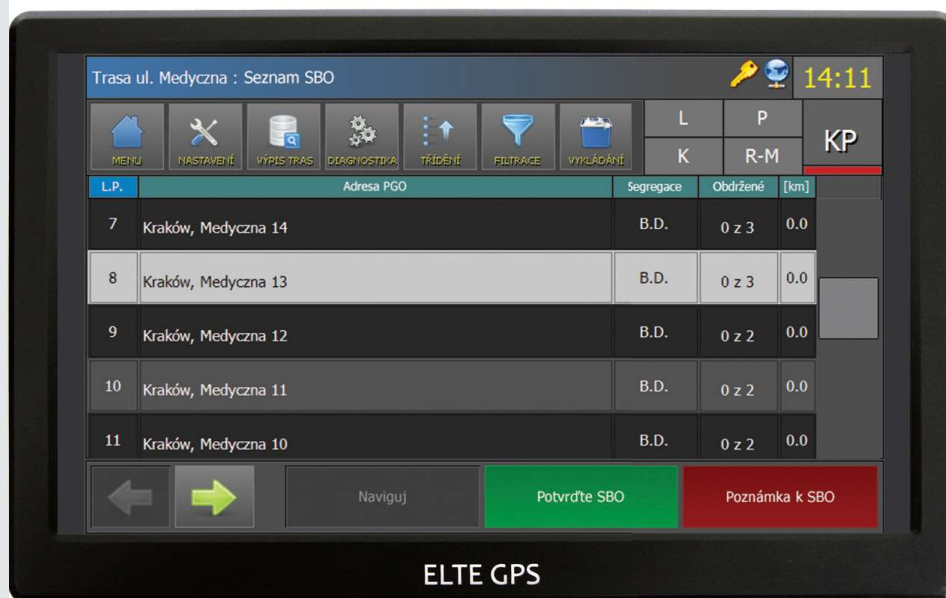 Trasa ul. Medyczna : Seznam SBO
14:11
MENU
NASTAVENÍ
VÝPIS TRAS
DIAGNOSTIKA
TŘÍDĚNÍ
FILTRACE
VYKLÁDÁNÍ
L P
K R-M
KP
L.P. Adresa PGO Segregace Obdržené [km]
7 Kraków, Medyczna 14 B.D. 0 z 3 0.0
8 Kraków, Medyczna 13 B.D. 0 z 3 0.0
9 Kraków, Medyczna 12 B.D. 0 z 2 0.0
10 Kraków, Medyczna 11 B.D. 0 z 2 0.0
11 Kraków, Medyczna 10 B.D. 0 z 2 0.0
Naviguj Potvrďte SBO Poznámka k SBO
ELTE GPS